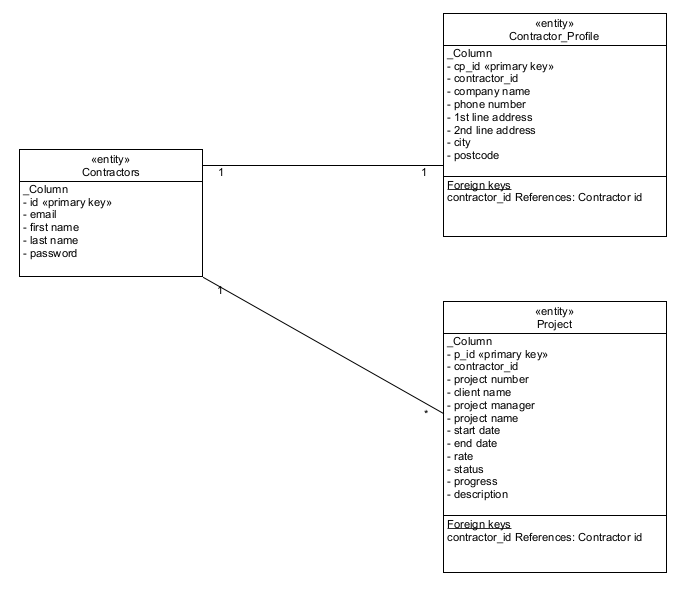 «entity»
Contractor_Profile
_Column
- cp_id «primary key»
- contractor_id
- company name
- phone number
- 1st line address
- 2nd line address
- city
- postcode
Foreign keys
contractor_id References: Contractor id
«entity»
Contractors
_Column
- id «primary key»
- email
- first name
- last name
- password
1
1
1
*
«entity»
Project
_Column
- p_id «primary key»
- contractor_id
- project number
- client name
- project manager
- project name
- start date
- end date
- rate
- status
- progress
- description
Foreign keys
contractor_id References: Contractor id